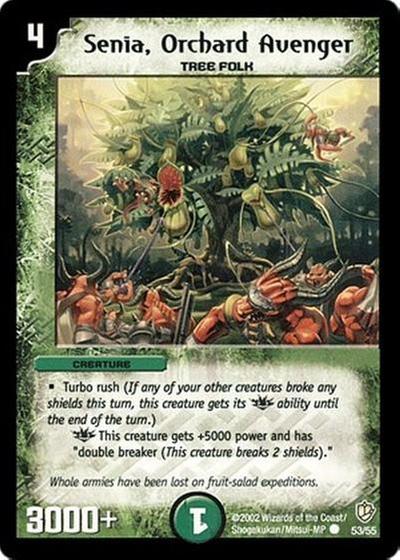 4 Senia, Orchard Avenger
TREE FOLK
CREATURE
▪ Turbo rush (If any of your other creatures broke any
shields this turn, this creature gets its ability until
the end of the turn.)
This creature gets +5000 power and has
"double breaker (This creature breaks 2 shields)."
Whole armies have been lost on fruit-salad expeditions.
3000+
1
©2002 Wizards of the Coast/
Shogakukan/Mitsui-MP
53/55